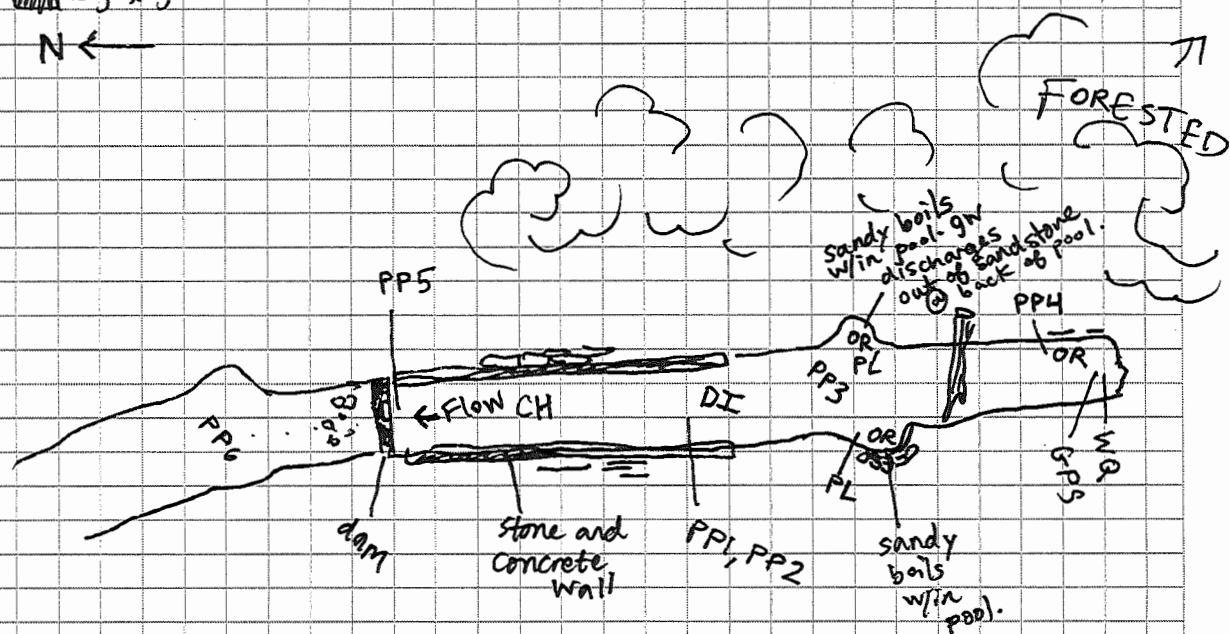 N
FORESTED
sandy boils
w/in pool. gw
discharges
out of sandstone
@ back of pool.
PP5
PP4
OR
PL
OR
PP3
DI
← FLOW CH
PP6
OR
PL
GPS
WQ
dam
stone and
concrete
wall
PP1, PP2
sandy
boils
w/in
pool.